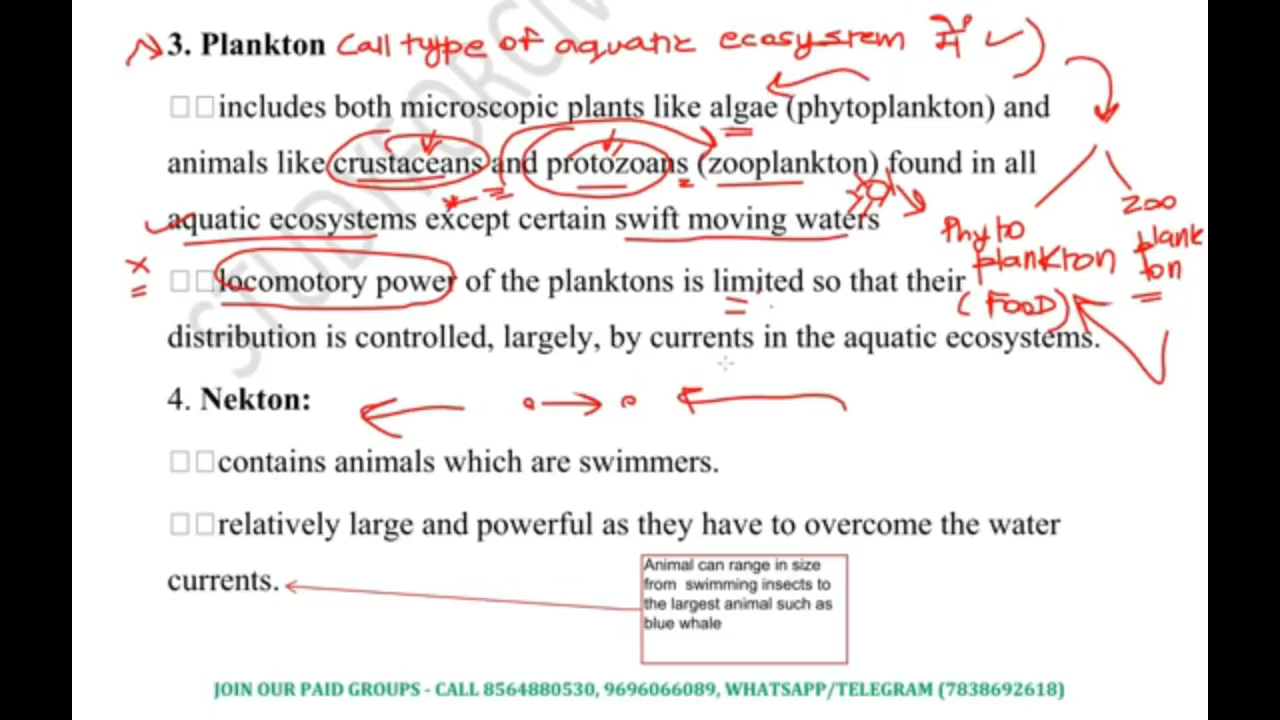 3. Plankton (all type of aquatic ecosystem में)
□□includes both microscopic plants like algae (phytoplankton) and
animals like crustaceans and protozoans (zooplankton) found in all
aquatic ecosystems except certain swift moving waters
Phyto plankton (FOOD)
zoo plank ton
□□locomotory power of the planktons is limited so that their
distribution is controlled, largely, by currents in the aquatic ecosystems.
4. Nekton:
□□contains animals which are swimmers.
□□relatively large and powerful as they have to overcome the water
currents.
Animal can range in size
from swimming insects to
the largest animal such as
blue whale
JOIN OUR PAID GROUPS - CALL 8564880530, 9696066089, WHATSAPP/TELEGRAM (7838692618)